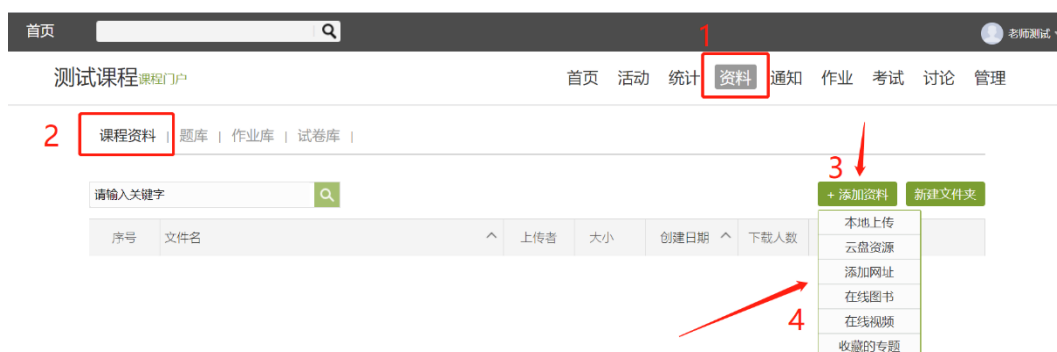 首页 老师测试
1
测试课程 课程门户 首页 活动 统计 资料 通知 作业 考试 讨论 管理
2 课程资料 | 题库 | 作业库 | 试卷库 |
3
请输入关键字 + 添加资料 新建文件夹
序号 文件名 上传者 大小 创建日期 下载人数
本地上传
云盘资源
添加网址
在线图书
4 在线视频
收藏的专题